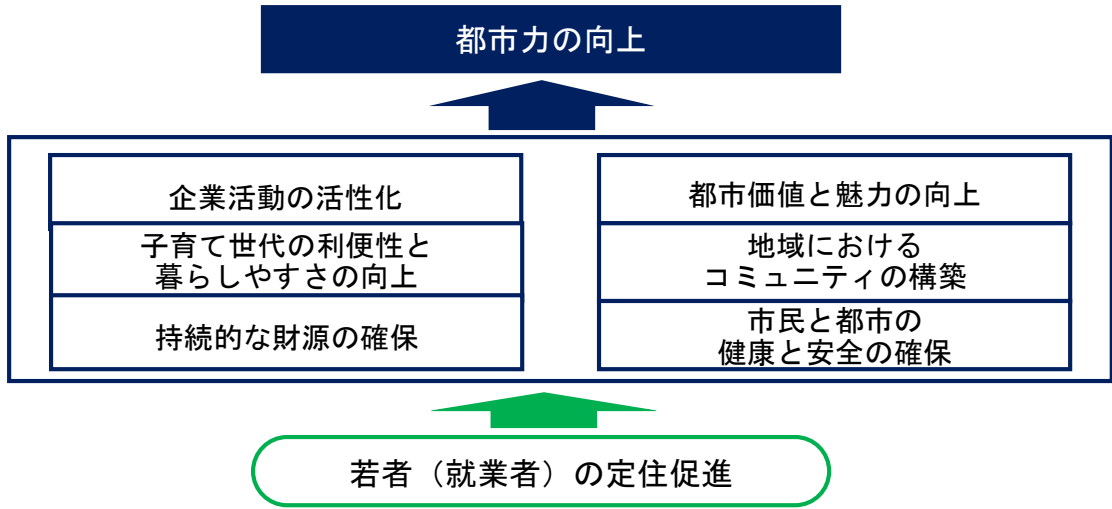 都市力の向上
企業活動の活性化
子育て世代の利便性と
暮らしやすさの向上
持続的な財源の確保
都市価値と魅力の向上
地域における
コミュニティの構築
市民と都市の
健康と安全の確保
若者（就業者）の定住促進